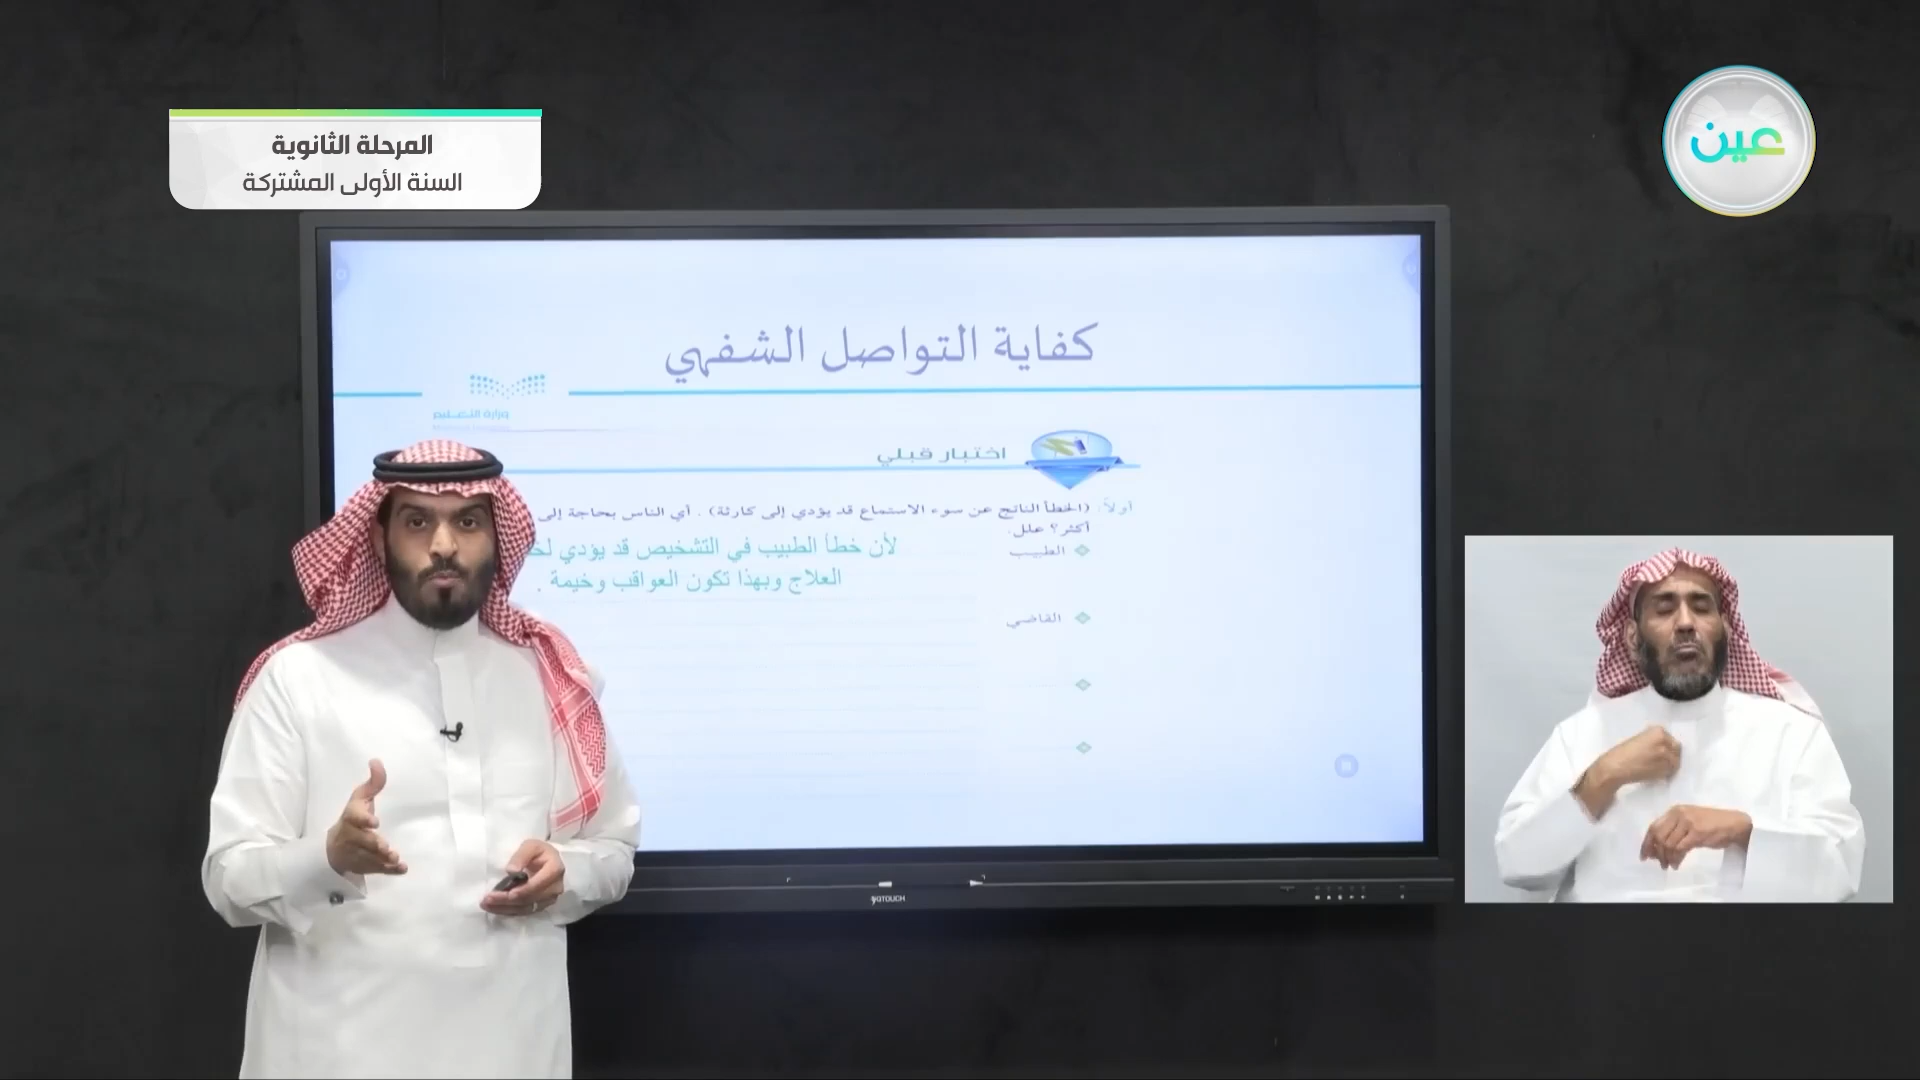 المرحلة الثانوية
السنة الأولى المشتركة
عين
كفاية التواصل الشفهي
وزارة التعليم
اختبار قبلي
أولاً: (الخطأ الناتج عن سوء الاستماع قد يؤدي إلى كارثة) . أي الناس بحاجة إلى
أكثر؟ علل.
الطبيب
لأن خطأ الطبيب في التشخيص قد يؤدي
العلاج وبهذا تكون العواقب وخيمة .
القاضي